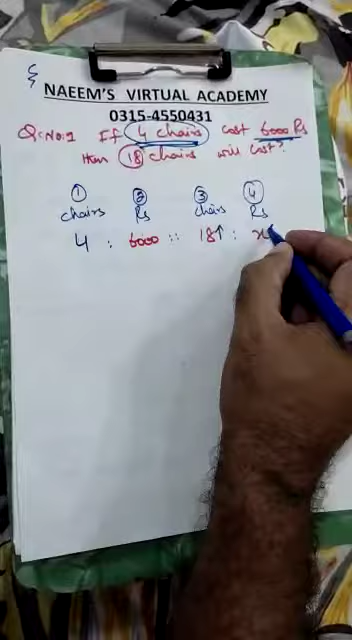 NAEEM'S VIRTUAL ACADEMY
0315-4550431
Q:No:1 If 4 chairs cost 6000 Rs
then 18 chairs will cost?
① ② ③ ④
chairs Rs chairs Rs
4 : 6000 :: 18↑ : x